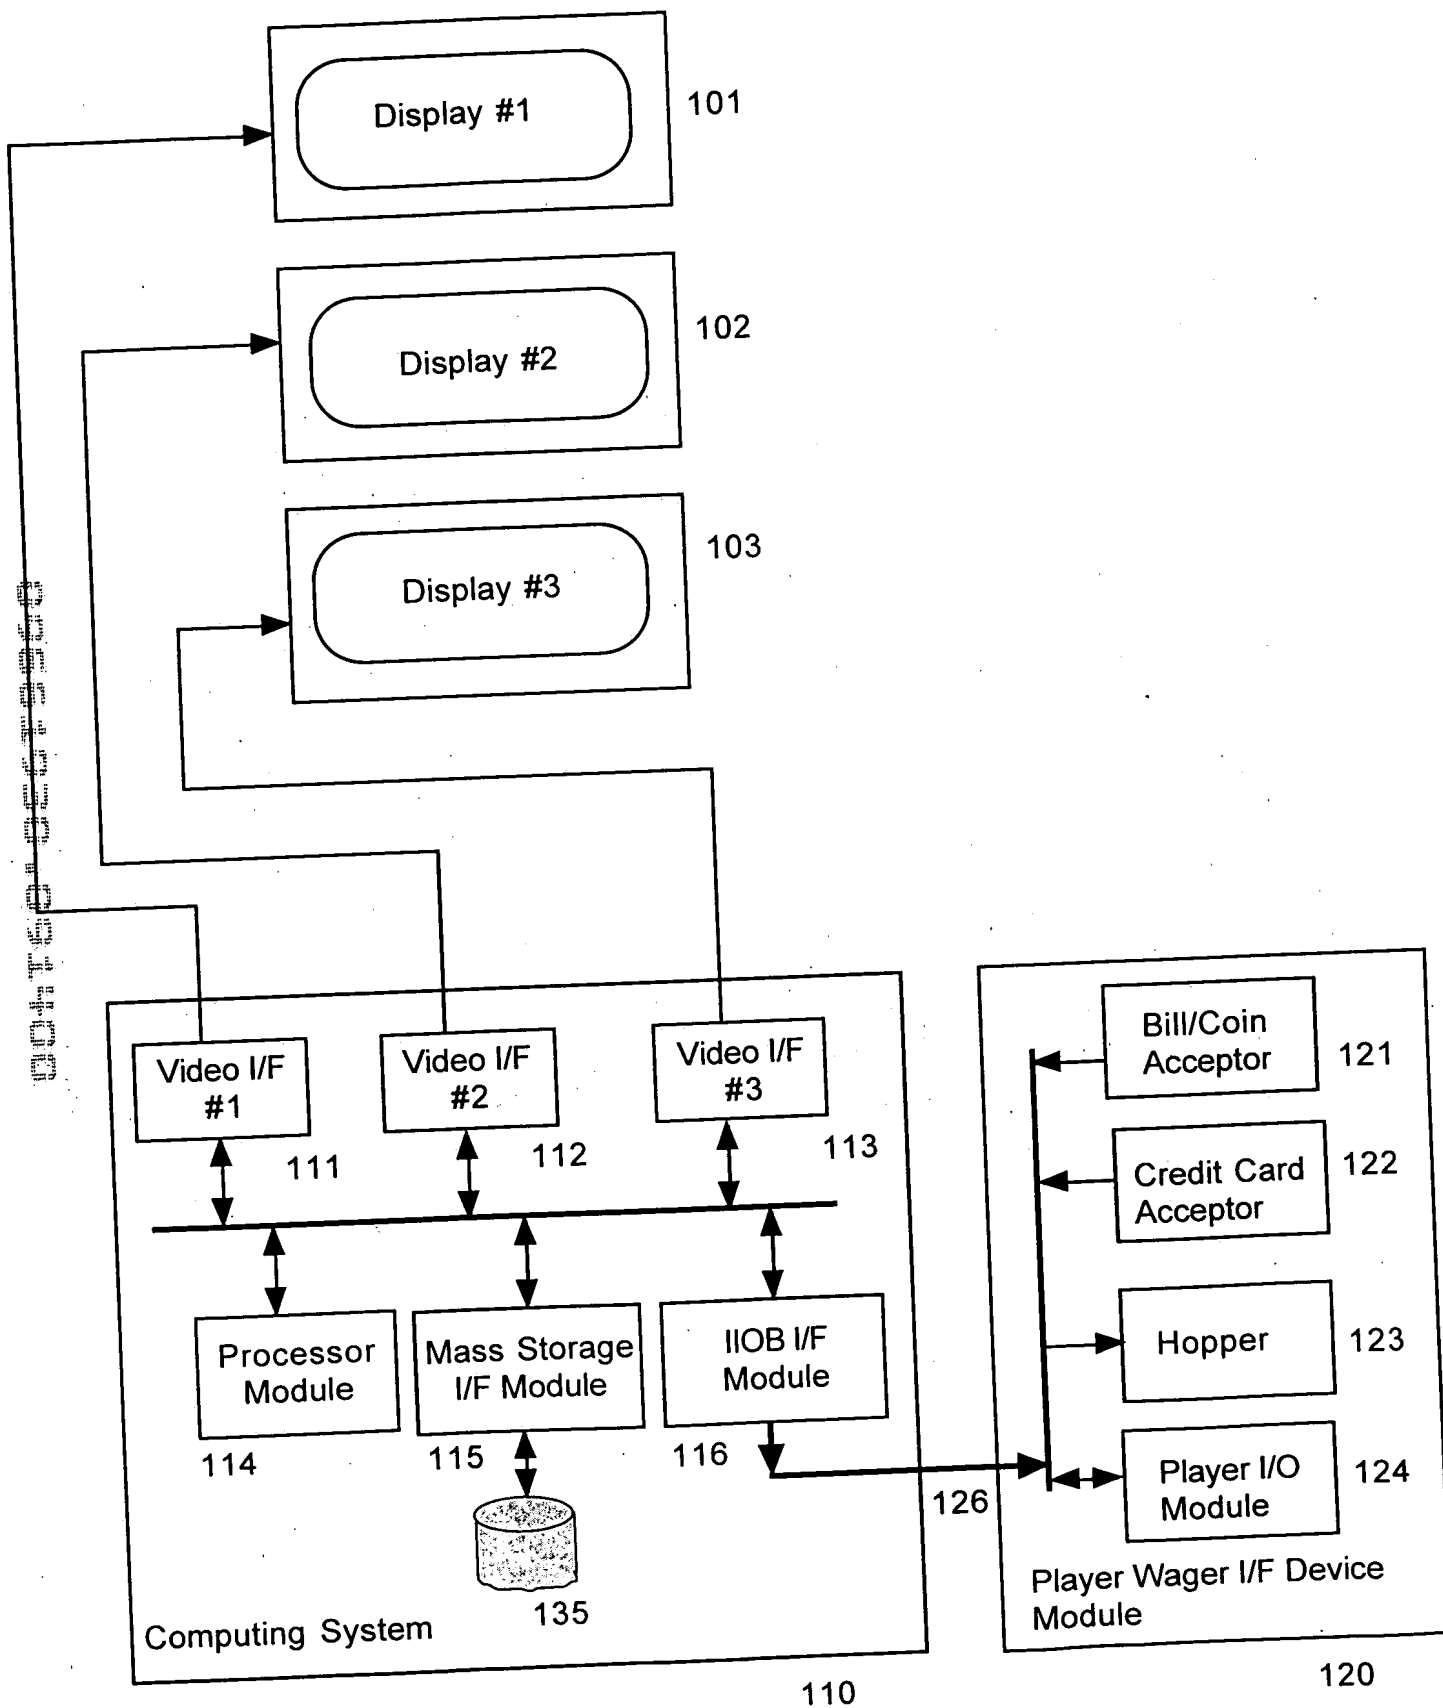 Display #1
101
Display #2
102
Display #3
103
Video I/F
#1
111
Video I/F
#2
112
Video I/F
#3
113
Processor
Module
114
Mass Storage
I/F Module
115
IIOB I/F
Module
116
135
Computing System
110
126
Bill/Coin
Acceptor
121
Credit Card
Acceptor
122
Hopper
123
Player I/O
Module
124
Player Wager I/F Device
Module
120